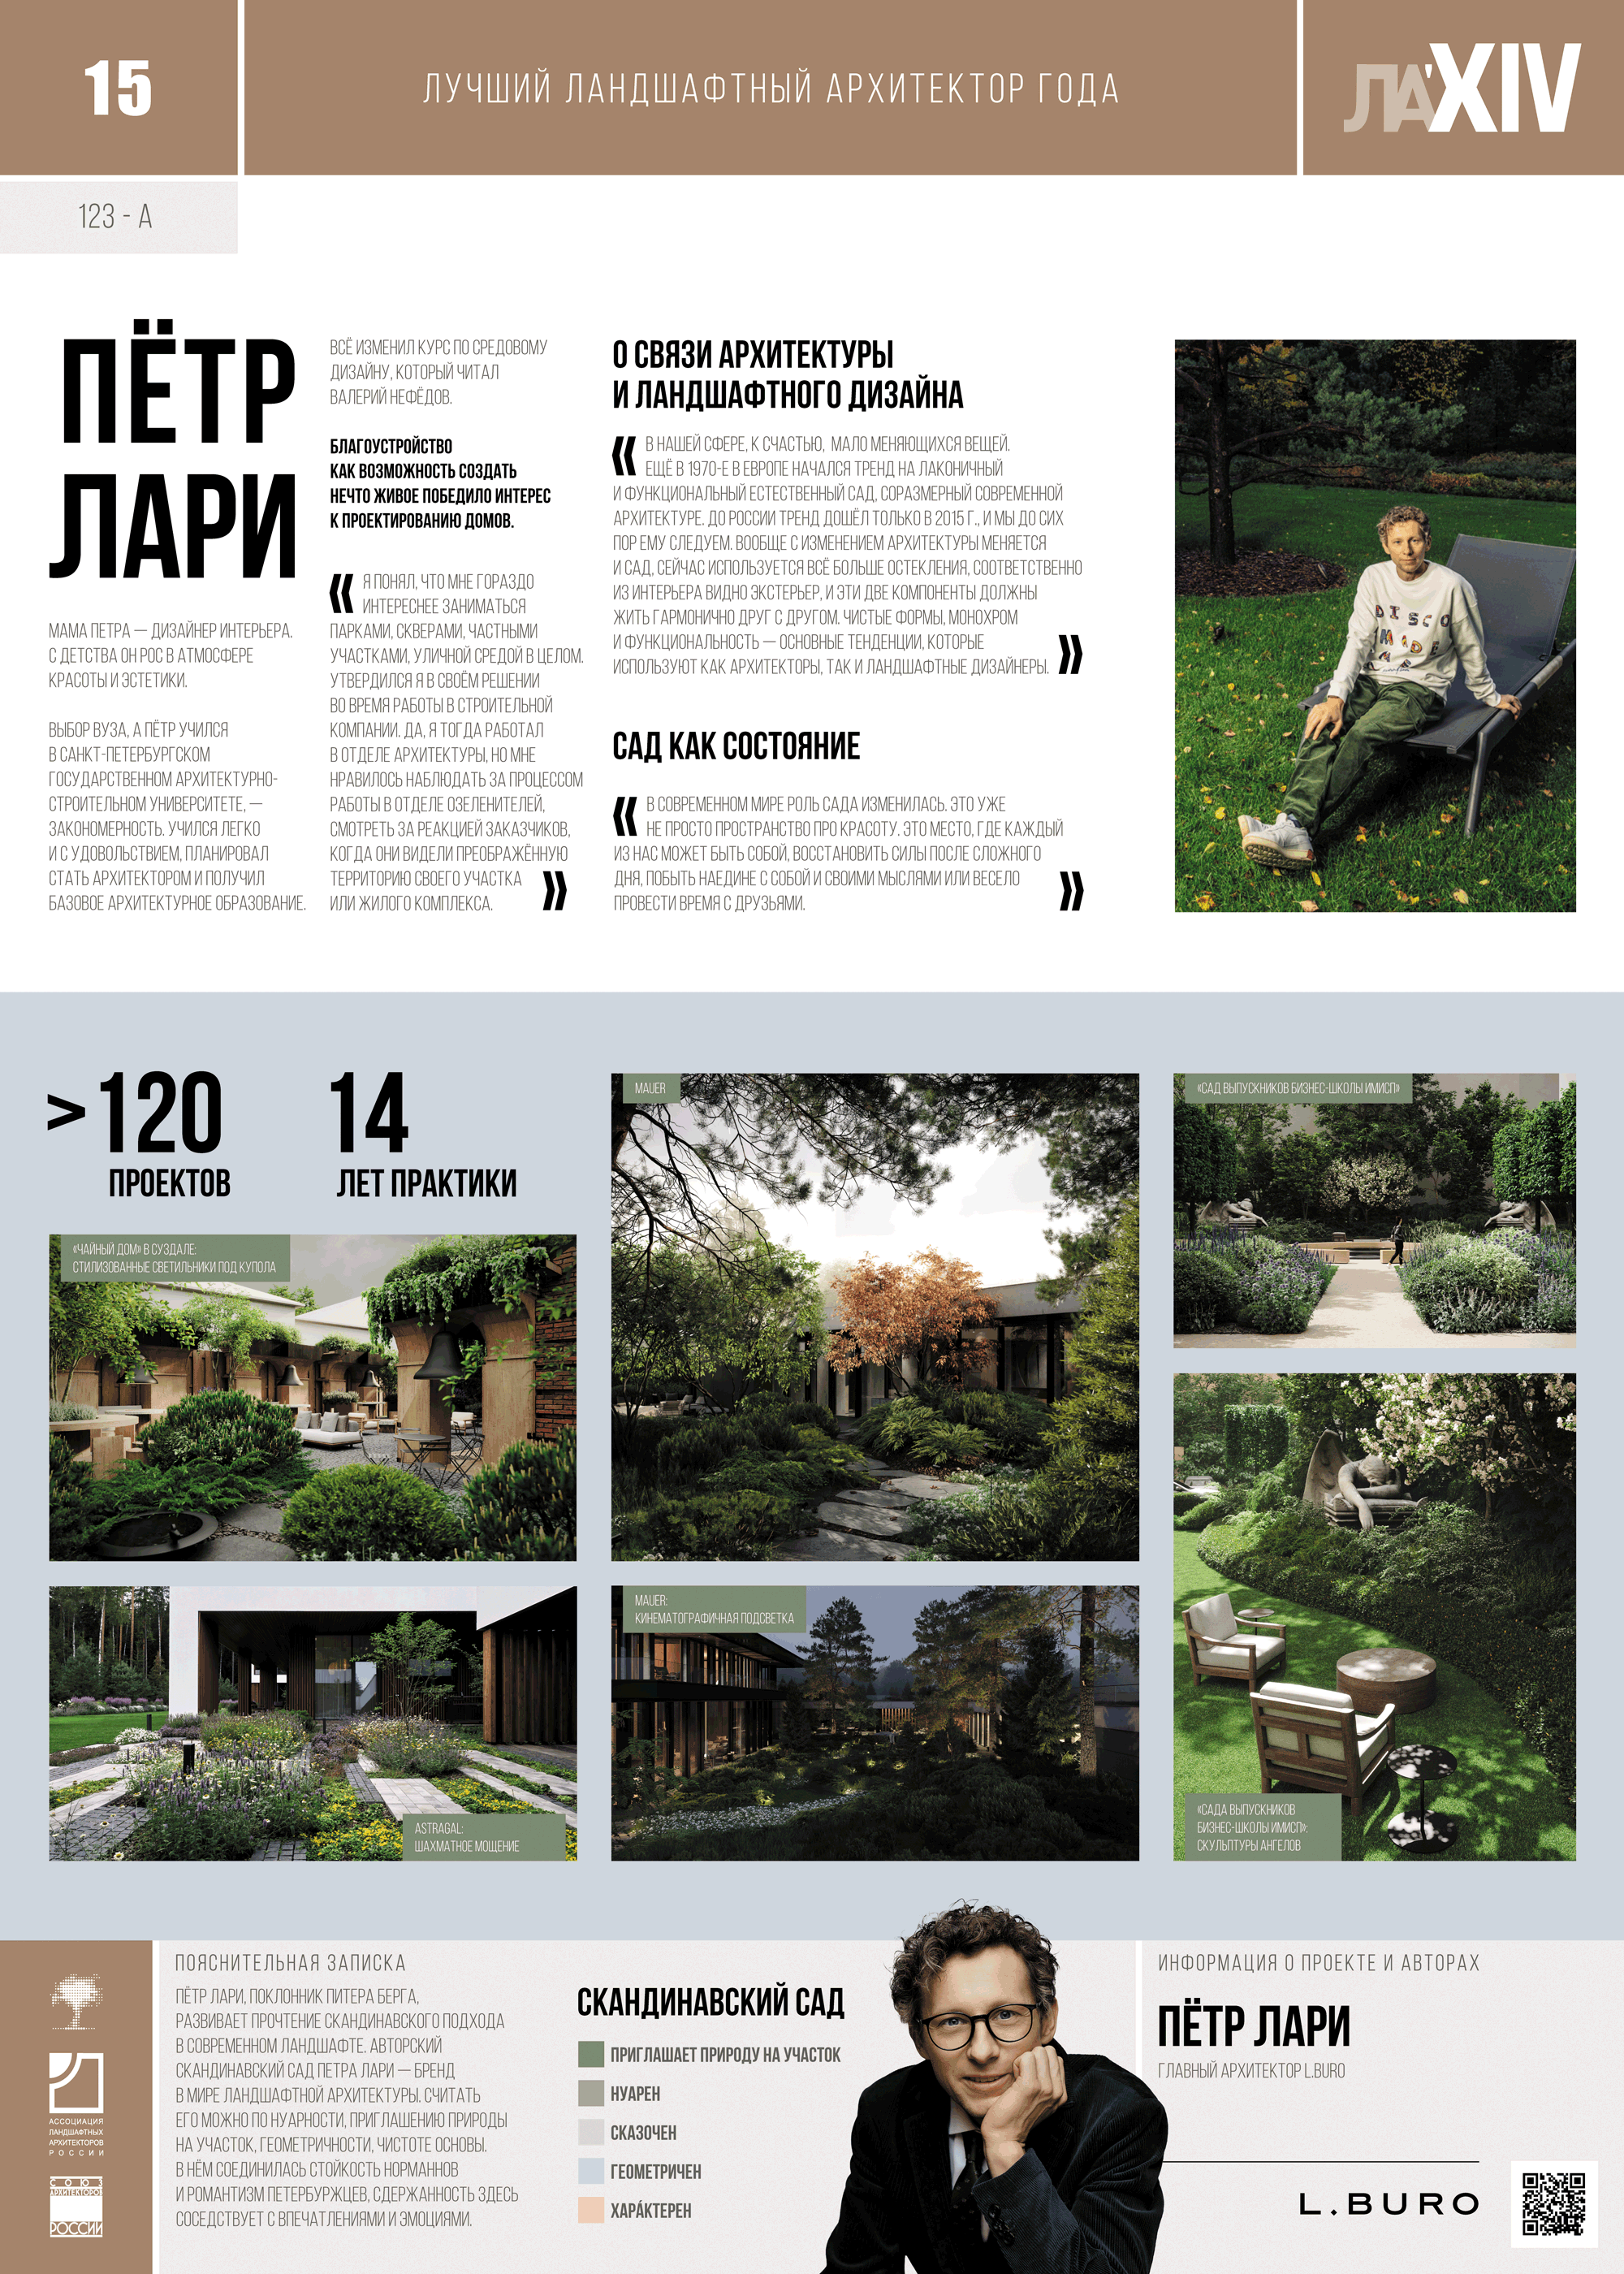 15
ЛУЧШИЙ ЛАНДШАФТНЫЙ АРХИТЕКТОР ГОДА
ЛА'XIV
123 - А
ПЁТР
ЛАРИ
МАМА ПЕТРА — ДИЗАЙНЕР ИНТЕРЬЕРА.
С ДЕТСТВА ОН РОС В АТМОСФЕРЕ
КРАСОТЫ И ЭСТЕТИКИ.
ВЫБОР ВУЗА, А ПЁТР УЧИЛСЯ
В САНКТ-ПЕТЕРБУРГСКОМ
ГОСУДАРСТВЕННОМ АРХИТЕКТУРНО-
СТРОИТЕЛЬНОМ УНИВЕРСИТЕТЕ, —
ЗАКОНОМЕРНОСТЬ. УЧИЛСЯ ЛЕГКО
И С УДОВОЛЬСТВИЕМ, ПЛАНИРОВАЛ
СТАТЬ АРХИТЕКТОРОМ И ПОЛУЧИЛ
БАЗОВОЕ АРХИТЕКТУРНОЕ ОБРАЗОВАНИЕ.
ВСЁ ИЗМЕНИЛ КУРС ПО СРЕДОВОМУ
ДИЗАЙНУ, КОТОРЫЙ ЧИТАЛ
ВАЛЕРИЙ НЕФЁДОВ.
БЛАГОУСТРОЙСТВО
КАК ВОЗМОЖНОСТЬ СОЗДАТЬ
НЕЧТО ЖИВОЕ ПОБЕДИЛО ИНТЕРЕС
К ПРОЕКТИРОВАНИЮ ДОМОВ.
« Я ПОНЯЛ, ЧТО МНЕ ГОРАЗДО
ИНТЕРЕСНЕЕ ЗАНИМАТЬСЯ
ПАРКАМИ, СКВЕРАМИ, ЧАСТНЫМИ
УЧАСТКАМИ, УЛИЧНОЙ СРЕДОЙ В ЦЕЛОМ.
УТВЕРДИЛСЯ Я В СВОЁМ РЕШЕНИИ
ВО ВРЕМЯ РАБОТЫ В СТРОИТЕЛЬНОЙ
КОМПАНИИ. ДА, Я ТОГДА РАБОТАЛ
В ОТДЕЛЕ АРХИТЕКТУРЫ, НО МНЕ
НРАВИЛОСЬ НАБЛЮДАТЬ ЗА ПРОЦЕССОМ
РАБОТЫ В ОТДЕЛЕ ОЗЕЛЕНИТЕЛЕЙ,
СМОТРЕТЬ ЗА РЕАКЦИЕЙ ЗАКАЗЧИКОВ,
КОГДА ОНИ ВИДЕЛИ ПРЕОБРАЖЁННУЮ
ТЕРРИТОРИЮ СВОЕГО УЧАСТКА
ИЛИ ЖИЛОГО КОМПЛЕКСА. »
О СВЯЗИ АРХИТЕКТУРЫ
И ЛАНДШАФТНОГО ДИЗАЙНА
« В НАШЕЙ СФЕРЕ, К СЧАСТЬЮ, МАЛО МЕНЯЮЩИХСЯ ВЕЩЕЙ.
ЕЩЁ В 1970-Е В ЕВРОПЕ НАЧАЛСЯ ТРЕНД НА ЛАКОНИЧНЫЙ
И ФУНКЦИОНАЛЬНЫЙ ЕСТЕСТВЕННЫЙ САД, СОРАЗМЕРНЫЙ СОВРЕМЕННОЙ
АРХИТЕКТУРЕ. ДО РОССИИ ТРЕНД ДОШЁЛ ТОЛЬКО В 2015 Г., И МЫ ДО СИХ
ПОР ЕМУ СЛЕДУЕМ. ВООБЩЕ С ИЗМЕНЕНИЕМ АРХИТЕКТУРЫ МЕНЯЕТСЯ
И САД, СЕЙЧАС ИСПОЛЬЗУЕТСЯ ВСЁ БОЛЬШЕ ОСТЕКЛЕНИЯ, СООТВЕТСТВЕННО
ИЗ ИНТЕРЬЕРА ВИДНО ЭКСТЕРЬЕР, И ЭТИ ДВЕ КОМПОНЕНТЫ ДОЛЖНЫ
ЖИТЬ ГАРМОНИЧНО ДРУГ С ДРУГОМ. ЧИСТЫЕ ФОРМЫ, МОНОХРОМ
И ФУНКЦИОНАЛЬНОСТЬ — ОСНОВНЫЕ ТЕНДЕНЦИИ, КОТОРЫЕ
ИСПОЛЬЗУЮТ КАК АРХИТЕКТОРЫ, ТАК И ЛАНДШАФТНЫЕ ДИЗАЙНЕРЫ. »
САД КАК СОСТОЯНИЕ
« В СОВРЕМЕННОМ МИРЕ РОЛЬ САДА ИЗМЕНИЛАСЬ. ЭТО УЖЕ
НЕ ПРОСТО ПРОСТРАНСТВО ПРО КРАСОТУ. ЭТО МЕСТО, ГДЕ КАЖДЫЙ
ИЗ НАС МОЖЕТ БЫТЬ СОБОЙ, ВОССТАНОВИТЬ СИЛЫ ПОСЛЕ СЛОЖНОГО
ДНЯ, ПОБЫТЬ НАЕДИНЕ С СОБОЙ И СВОИМИ МЫСЛЯМИ ИЛИ ВЕСЕЛО
ПРОВЕСТИ ВРЕМЯ С ДРУЗЬЯМИ. »
DISCO
MADE
>120
ПРОЕКТОВ
14
ЛЕТ ПРАКТИКИ
«ЧАЙНЫЙ ДОМ» В СУЗДАЛЕ:
СТИЛИЗОВАННЫЕ СВЕТИЛЬНИКИ ПОД КУПОЛА
ASTRAGAL:
ШАХМАТНОЕ МОЩЕНИЕ
MAUER
MAUER:
КИНЕМАТОГРАФИЧНАЯ ПОДСВЕТКА
«САД ВЫПУСКНИКОВ БИЗНЕС-ШКОЛЫ ИМИСП»
«САДА ВЫПУСКНИКОВ
БИЗНЕС-ШКОЛЫ ИМИСП»:
СКУЛЬПТУРЫ АНГЕЛОВ
АССОЦИАЦИЯ
ЛАНДШАФТНЫХ
АРХИТЕКТОРОВ
РОССИИ
СОЮЗ
АРХИТЕКТОРОВ
РОССИИ
ПОЯСНИТЕЛЬНАЯ ЗАПИСКА
ПЁТР ЛАРИ, ПОКЛОННИК ПИТЕРА БЕРГА,
РАЗВИВАЕТ ПРОЧТЕНИЕ СКАНДИНАВСКОГО ПОДХОДА
В СОВРЕМЕННОМ ЛАНДШАФТЕ. АВТОРСКИЙ
СКАНДИНАВСКИЙ САД ПЕТРА ЛАРИ — БРЕНД
В МИРЕ ЛАНДШАФТНОЙ АРХИТЕКТУРЫ. СЧИТАТЬ
ЕГО МОЖНО ПО НУАРНОСТИ, ПРИГЛАШЕНИЮ ПРИРОДЫ
НА УЧАСТОК, ГЕОМЕТРИЧНОСТИ, ЧИСТОТЕ ОСНОВЫ.
В НЁМ СОЕДИНИЛАСЬ СТОЙКОСТЬ НОРМАННОВ
И РОМАНТИЗМ ПЕТЕРБУРЖЦЕВ, СДЕРЖАННОСТЬ ЗДЕСЬ
СОСЕДСТВУЕТ С ВПЕЧАТЛЕНИЯМИ И ЭМОЦИЯМИ.
СКАНДИНАВСКИЙ САД
ПРИГЛАШАЕТ ПРИРОДУ НА УЧАСТОК
НУАРЕН
СКАЗОЧЕН
ГЕОМЕТРИЧЕН
ХАРА́КТЕРЕН
ИНФОРМАЦИЯ О ПРОЕКТЕ И АВТОРАХ
ПЁТР ЛАРИ
ГЛАВНЫЙ АРХИТЕКТОР L.BURO
L.BURO